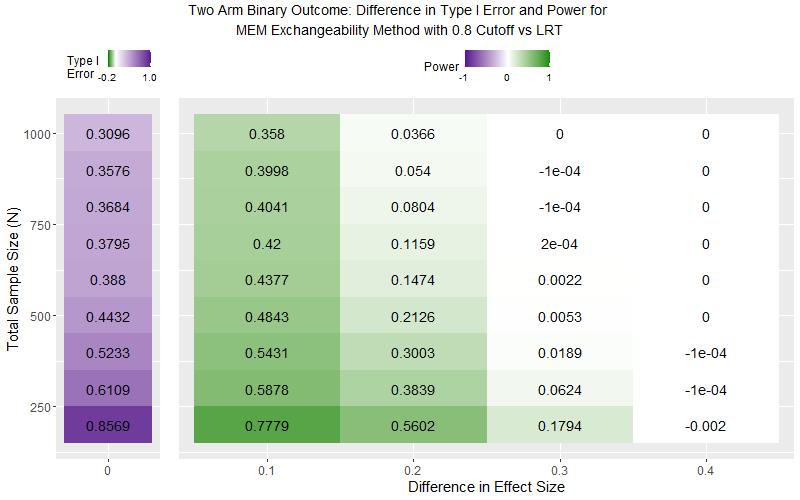 Two Arm Binary Outcome: Difference in Type I Error and Power for
MEM Exchangeability Method with 0.8 Cutoff vs LRT
Type I
Error -0.2 1.0
Power -1 0 1
Total Sample Size (N)
1000 0.3096 0.358 0.0366 0 0
0.3576 0.3998 0.054 -1e-04 0
0.3684 0.4041 0.0804 -1e-04 0
750
0.3795 0.42 0.1159 2e-04 0
0.388 0.4377 0.1474 0.0022 0
500 0.4432 0.4843 0.2126 0.0053 0
0.5233 0.5431 0.3003 0.0189 -1e-04
0.6109 0.5878 0.3839 0.0624 -1e-04
250
0.8569 0.7779 0.5602 0.1794 -0.002
0 0.1 0.2 0.3 0.4
Difference in Effect Size